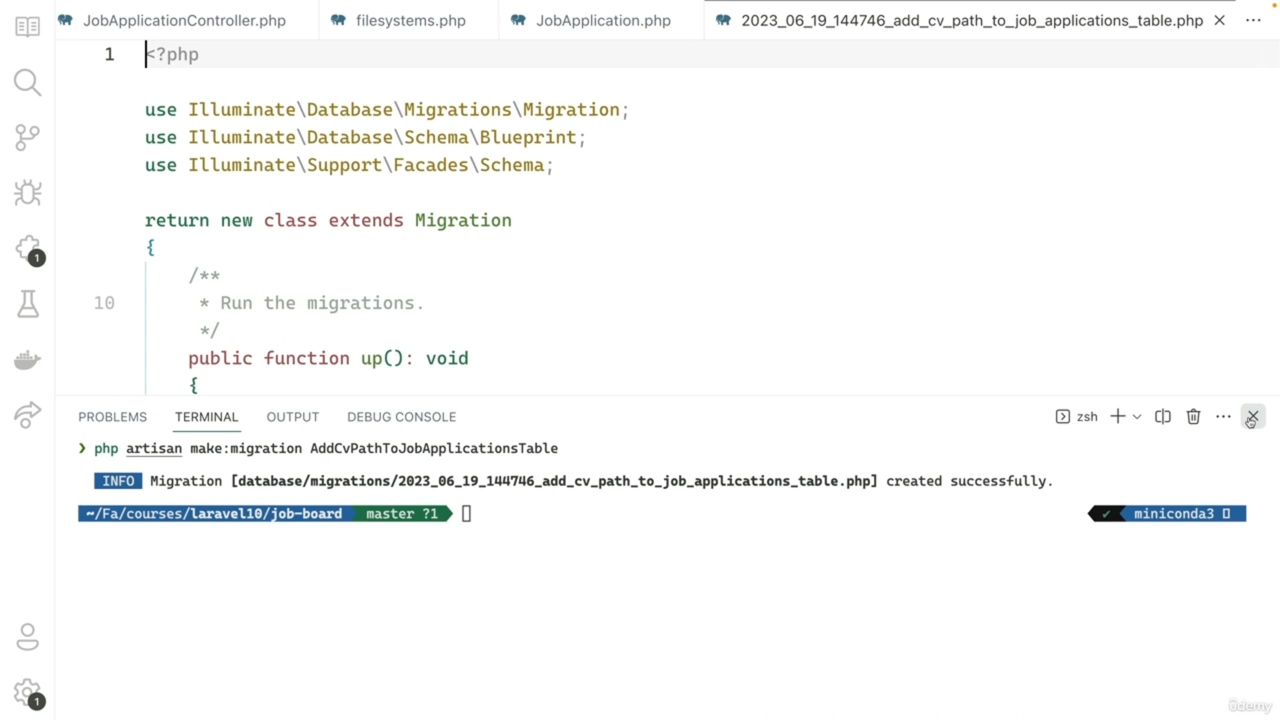 JobApplicationController.php filesystems.php JobApplication.php 2023_06_19_144746_add_cv_path_to_job_applications_table.php
1 <?php
use Illuminate\Database\Migrations\Migration;
use Illuminate\Database\Schema\Blueprint;
use Illuminate\Support\Facades\Schema;
return new class extends Migration
{
/**
10 * Run the migrations.
*/
public function up(): void
{
PROBLEMS TERMINAL OUTPUT DEBUG CONSOLE zsh
❯ php artisan make:migration AddCvPathToJobApplicationsTable
INFO Migration [database/migrations/2023_06_19_144746_add_cv_path_to_job_applications_table.php] created successfully.
~/Fa/courses/laravel10/job-board master ?1 ✔ miniconda3
1
1
ûdemy